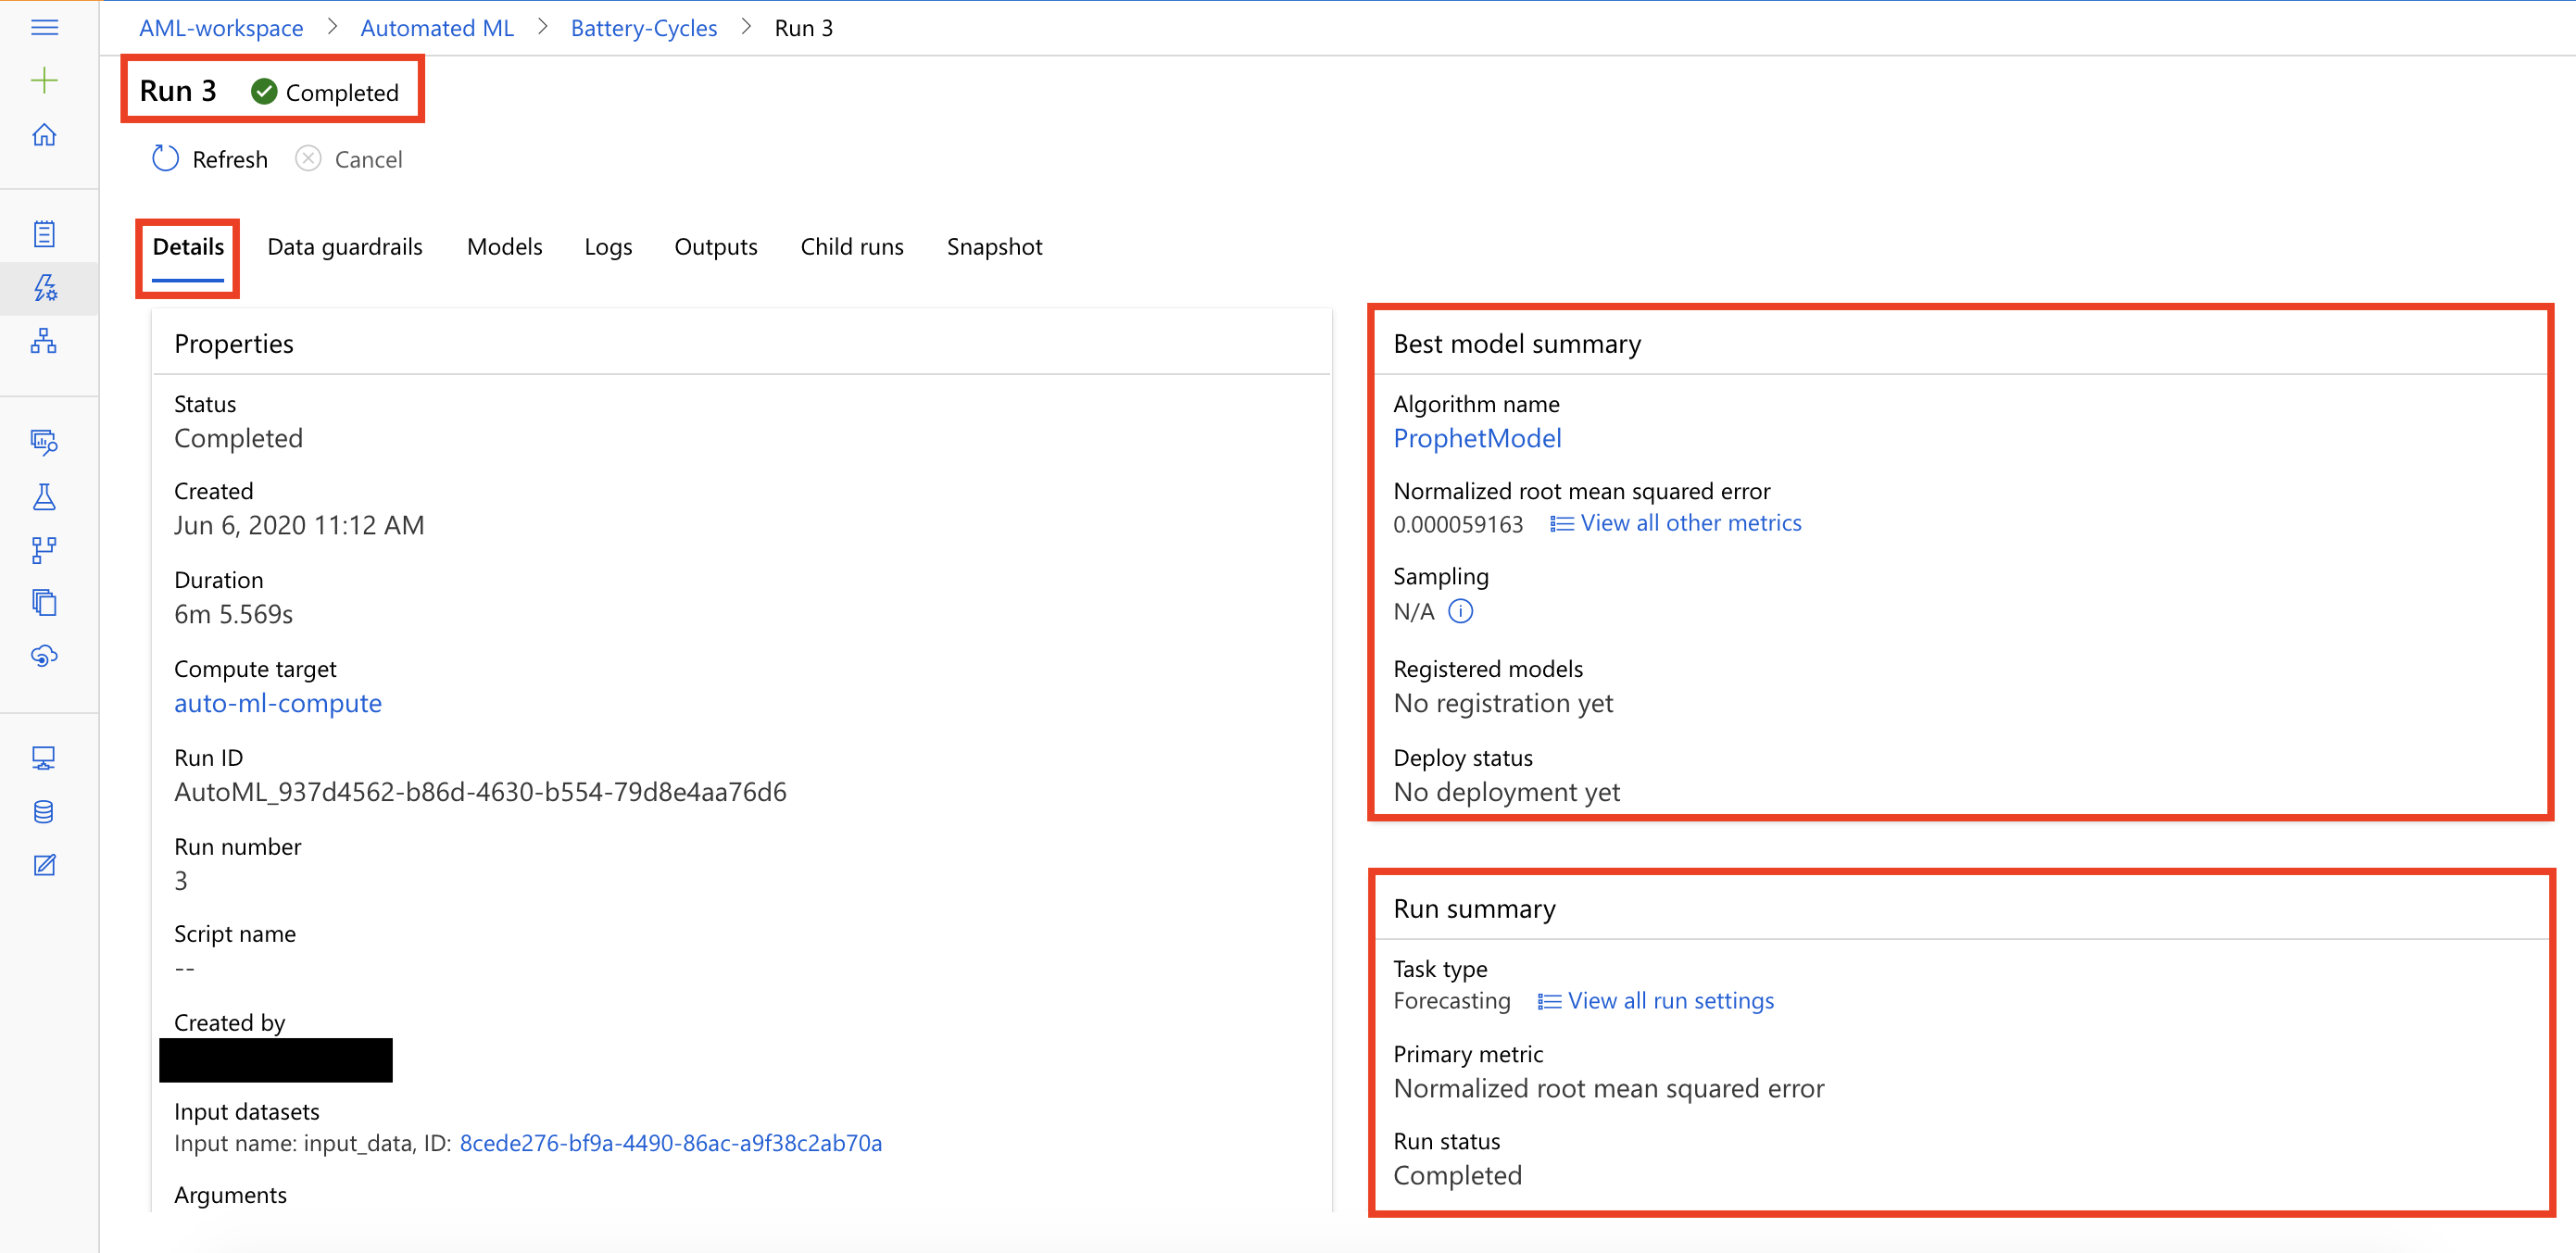 AML-workspace > Automated ML > Battery-Cycles > Run 3
Run 3 Completed
Refresh Cancel
Details Data guardrails Models Logs Outputs Child runs Snapshot
Properties
Status
Completed
Created
Jun 6, 2020 11:12 AM
Duration
6m 5.569s
Compute target
auto-ml-compute
Run ID
AutoML_937d4562-b86d-4630-b554-79d8e4aa76d6
Run number
3
Script name
--
Created by
Input datasets
Input name: input_data, ID: 8cede276-bf9a-4490-86ac-a9f38c2ab70a
Arguments
Best model summary
Algorithm name
ProphetModel
Normalized root mean squared error
0.000059163 View all other metrics
Sampling
N/A
Registered models
No registration yet
Deploy status
No deployment yet
Run summary
Task type
Forecasting View all run settings
Primary metric
Normalized root mean squared error
Run status
Completed